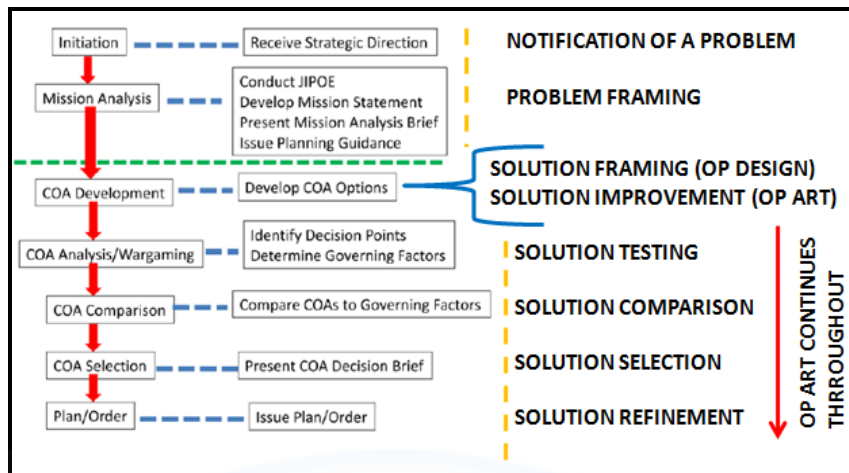 Initiation
Receive Strategic Direction
NOTIFICATION OF A PROBLEM
Mission Analysis
Conduct JIPOE
Develop Mission Statement
Present Mission Analysis Brief
Issue Planning Guidance
PROBLEM FRAMING
COA Development
Develop COA Options
SOLUTION FRAMING (OP DESIGN)
SOLUTION IMPROVEMENT (OP ART)
COA Analysis/Wargaming
Identify Decision Points
Determine Governing Factors
SOLUTION TESTING
COA Comparison
Compare COAs to Governing Factors
SOLUTION COMPARISON
COA Selection
Present COA Decision Brief
SOLUTION SELECTION
Plan/Order
Issue Plan/Order
SOLUTION REFINEMENT
OP ART CONTINUES
THRROUGHOUT